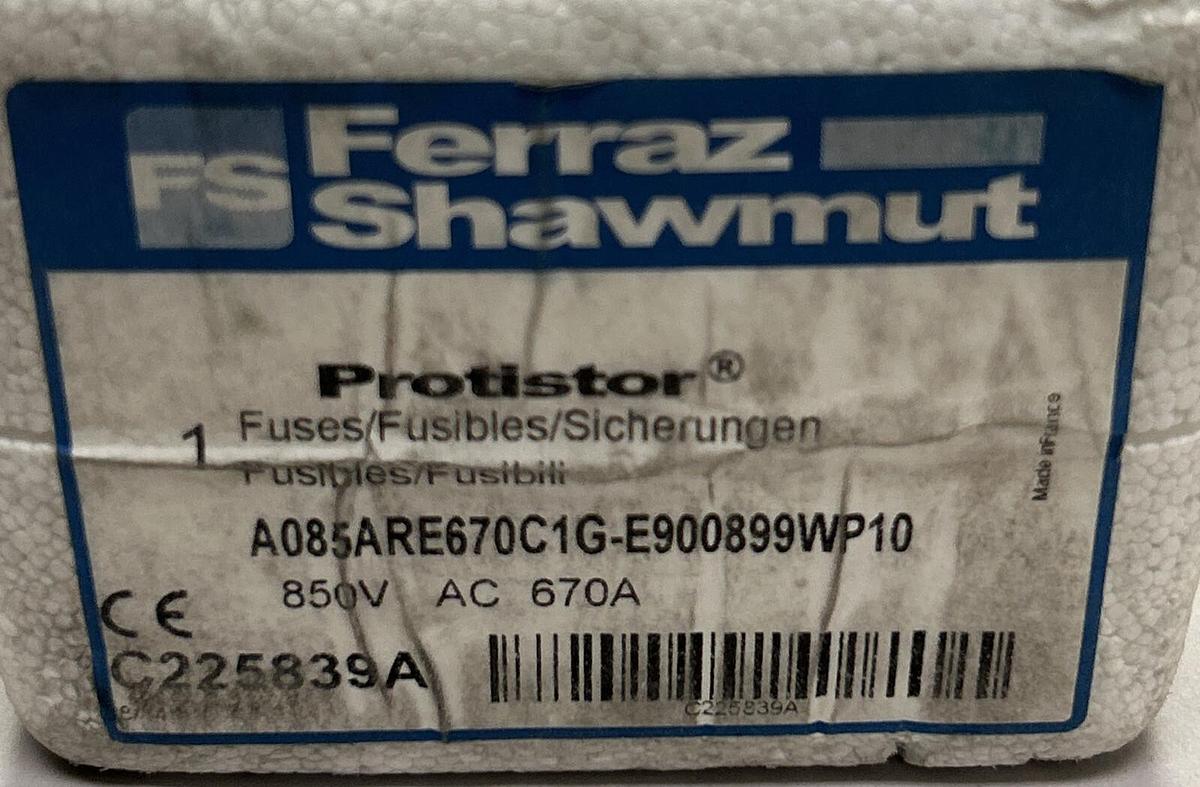 FS Ferraz
Shawmut
Protistor®
1 Fuses/Fusibles/Sicherungen
Fusibles/Fusibili
Made in France
A085ARE670C1G-E900899WP10
850V AC 670A
CE
C225839A
C225839A